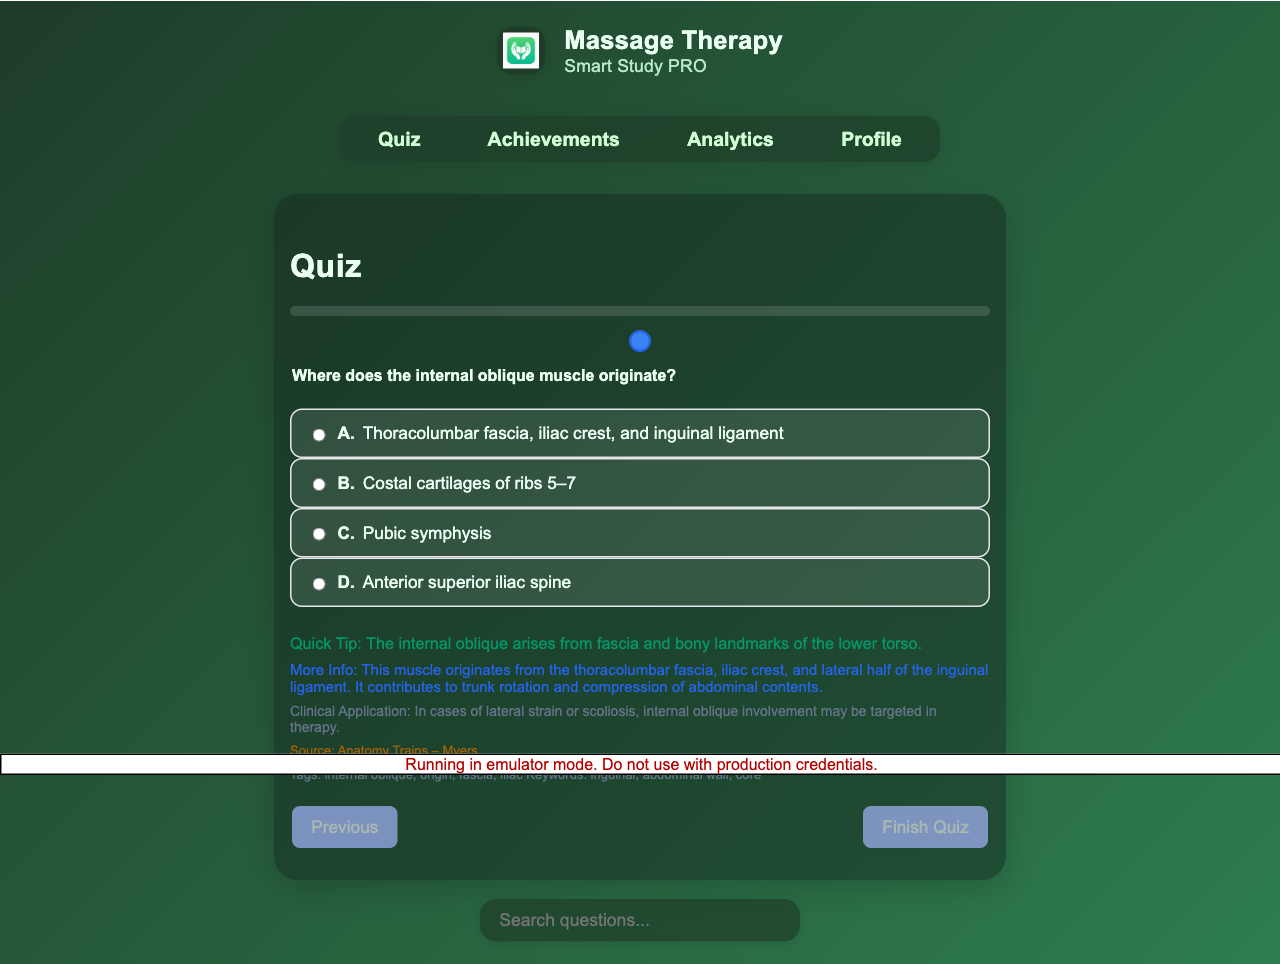 Massage Therapy
Smart Study PRO
Quiz
Achievements
Analytics
Profile
Quiz
Where does the internal oblique muscle originate?
A. Thoracolumbar fascia, iliac crest, and inguinal ligament
B. Costal cartilages of ribs 5–7
C. Pubic symphysis
D. Anterior superior iliac spine
Quick Tip: The internal oblique arises from fascia and bony landmarks of the lower torso.
More Info: This muscle originates from the thoracolumbar fascia, iliac crest, and lateral half of the inguinal
ligament. It contributes to trunk rotation and compression of abdominal contents.
Clinical Application: In cases of lateral strain or scoliosis, internal oblique involvement may be targeted in
therapy.
Source: Anatomy Trains – Myers
Running in emulator mode. Do not use with production credentials.
Tags: internal oblique, origin, fascia, iliac Keywords: inguinal, abdominal wall, core
Previous
Finish Quiz
Search questions...